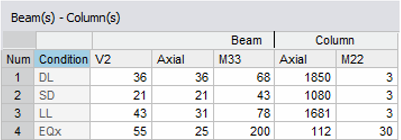 Beam(s) - Column(s)
Beam Column
Num Condition V2 Axial M33 Axial M22
1 DL 36 36 68 1850 3
2 SD 21 21 43 1080 3
3 LL 43 31 78 1681 3
4 EQx 55 25 200 112 30